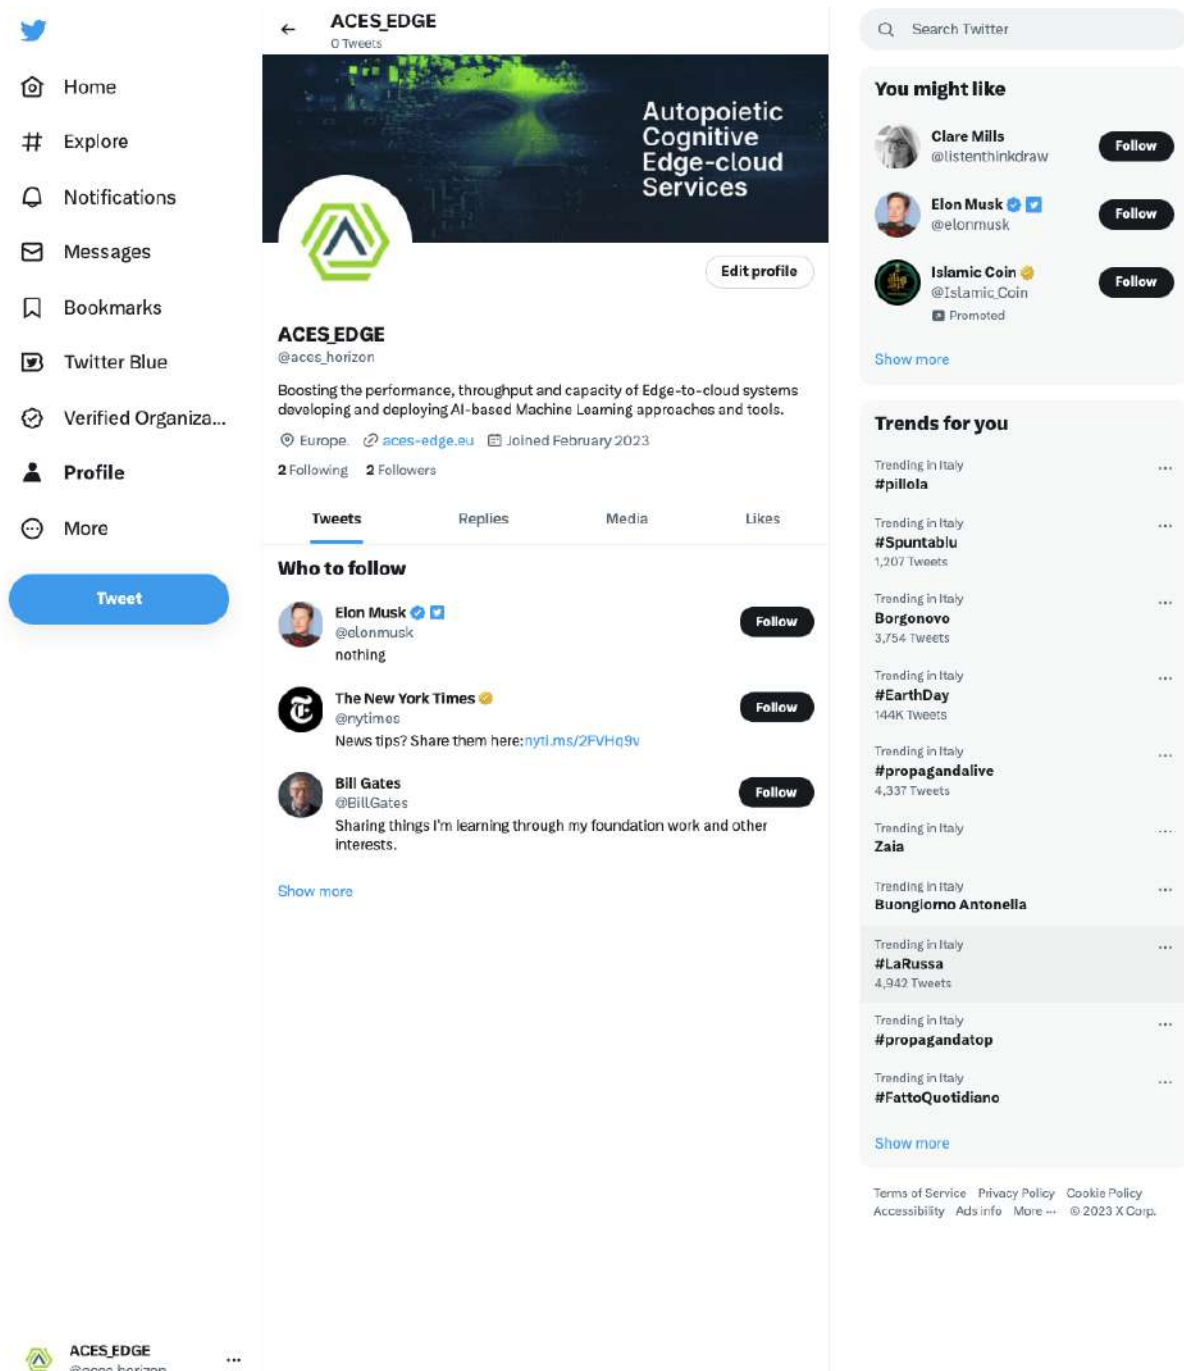 Home
Explore
Notifications
Messages
Bookmarks
Twitter Blue
Verified Organiza...
Profile
More
Tweet
ACES_EDGE
@aces_horizon
ACES_EDGE
0 Tweets
Autopoietic
Cognitive
Edge-cloud
Services
Edit profile
ACES_EDGE
@aces_horizon
Boosting the performance, throughput and capacity of Edge-to-cloud systems
developing and deploying AI-based Machine Learning approaches and tools.
Europe. aces-edge.eu Joined February 2023
2 Following 2 Followers
Tweets Replies Media Likes
Who to follow
Elon Musk
@elonmusk
nothing
Follow
The New York Times
@nytimes
News tips? Share them here:nyti.ms/2FVHq9v
Follow
Bill Gates
@BillGates
Sharing things I'm learning through my foundation work and other
interests.
Follow
Show more
Search Twitter
You might like
Clare Mills
@listenthinkdraw
Follow
Elon Musk
@elonmusk
Follow
Islamic Coin
@Islamic_Coin
Promoted
Follow
Show more
Trends for you
Trending in Italy
#pillola
Trending in Italy
#Spuntablu
1,207 Tweets
Trending in Italy
Borgonovo
3,754 Tweets
Trending in Italy
#EarthDay
144K Tweets
Trending in Italy
#propagandalive
4,337 Tweets
Trending in Italy
Zaia
Trending in Italy
Buongiorno Antonella
Trending in Italy
#LaRussa
4,942 Tweets
Trending in Italy
#propagandatop
Trending in Italy
#FattoQuotidiano
Show more
Terms of Service Privacy Policy Cookie Policy
Accessibility Ads info More ... © 2023 X Corp.